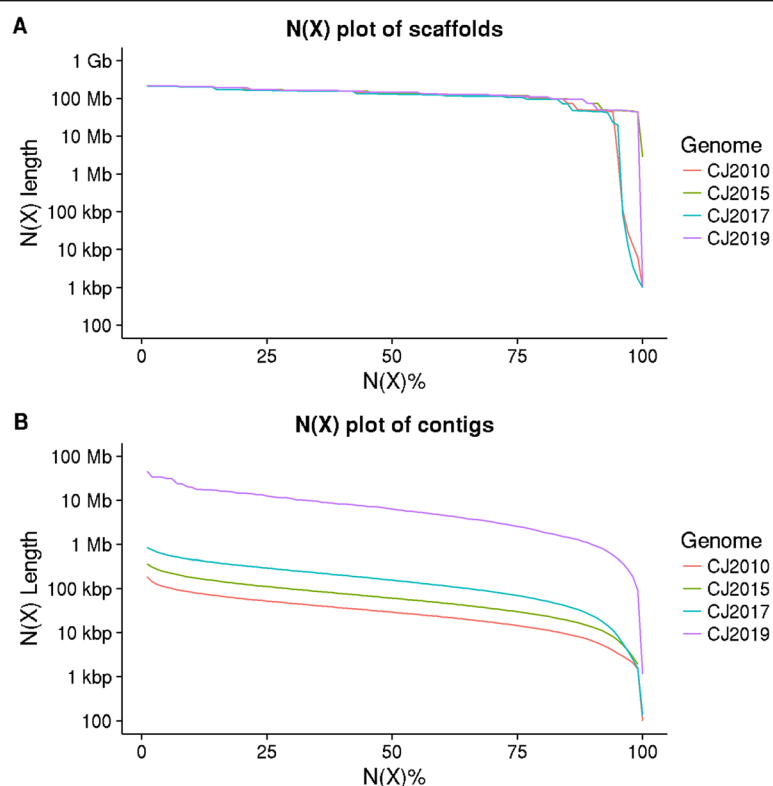 A
N(X) plot of scaffolds
1 Gb
100 Mb
10 Mb
1 Mb
100 kbp
10 kbp
1 kbp
100
N(X) length
0 25 50 75 100
N(X)%
Genome
CJ2010
CJ2015
CJ2017
CJ2019
B
N(X) plot of contigs
100 Mb
10 Mb
1 Mb
100 kbp
10 kbp
1 kbp
100
N(X) Length
0 25 50 75 100
N(X)%
Genome
CJ2010
CJ2015
CJ2017
CJ2019